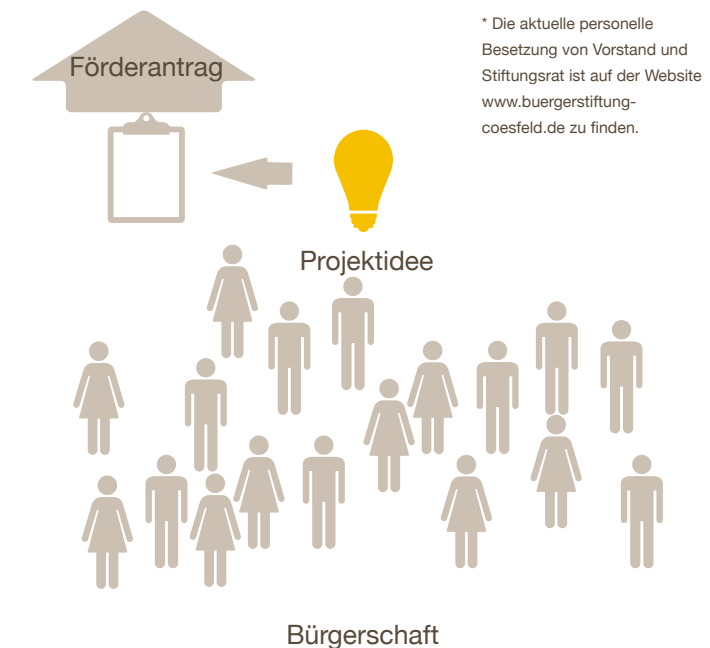 Förderantrag
* Die aktuelle personelle
Besetzung von Vorstand und
Stiftungsrat ist auf der Website
www.buergerstiftung-
coesfeld.de zu finden.
Projektidee
Bürgerschaft